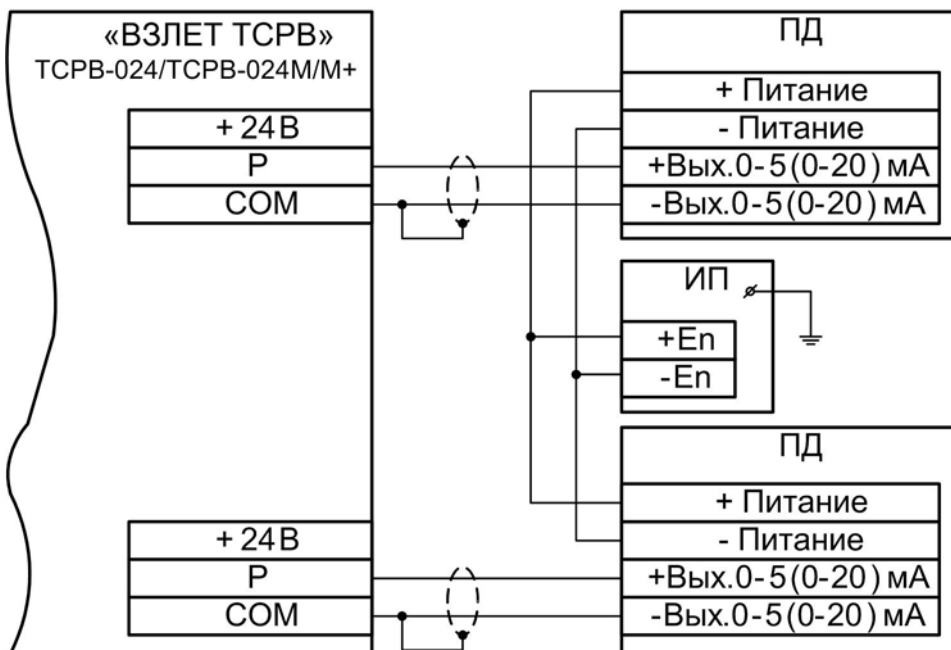 «ВЗЛЕТ ТСРВ»
ТСРВ-024/ТСРВ-024М/М+
+ 24 В
Р
СОМ
ПД
+ Питание
- Питание
+Вых.0-5(0-20) мА
-Вых.0-5(0-20) мА
ИП
+En
-En
+ 24 В
Р
СОМ
ПД
+ Питание
- Питание
+Вых.0-5(0-20) мА
-Вых.0-5(0-20) мА